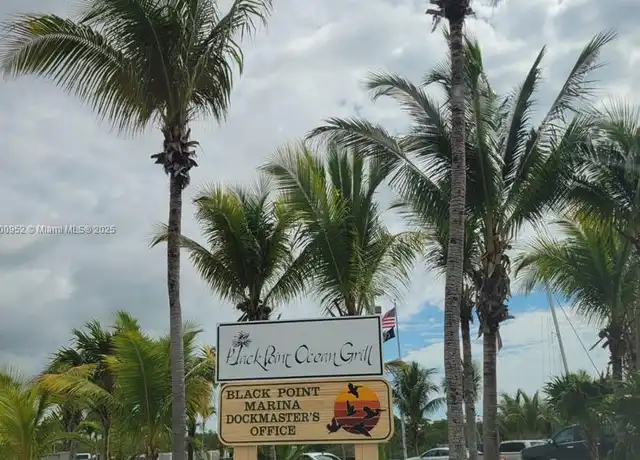 00952 © Miami MLS® 2025
Black Point Ocean Grill
BLACK POINT
MARINA
DOCKMASTER'S
OFFICE